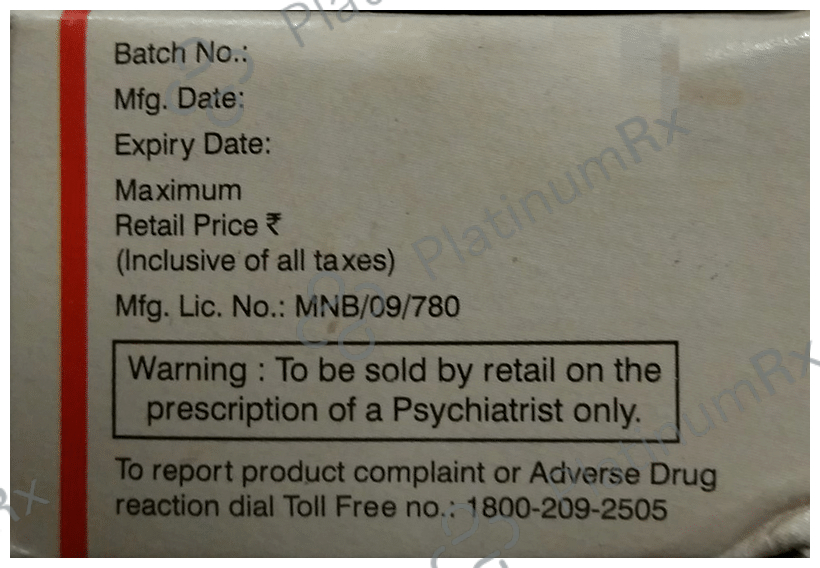 Batch No.:
Mfg. Date:
Expiry Date:
Maximum
Retail Price ₹
(Inclusive of all taxes)
Mfg. Lic. No.: MNB/09/780
Warning : To be sold by retail on the
prescription of a Psychiatrist only.
To report product complaint or Adverse Drug
reaction dial Toll Free no.: 1800-209-2505
PlatinumRx
PlatinumRx